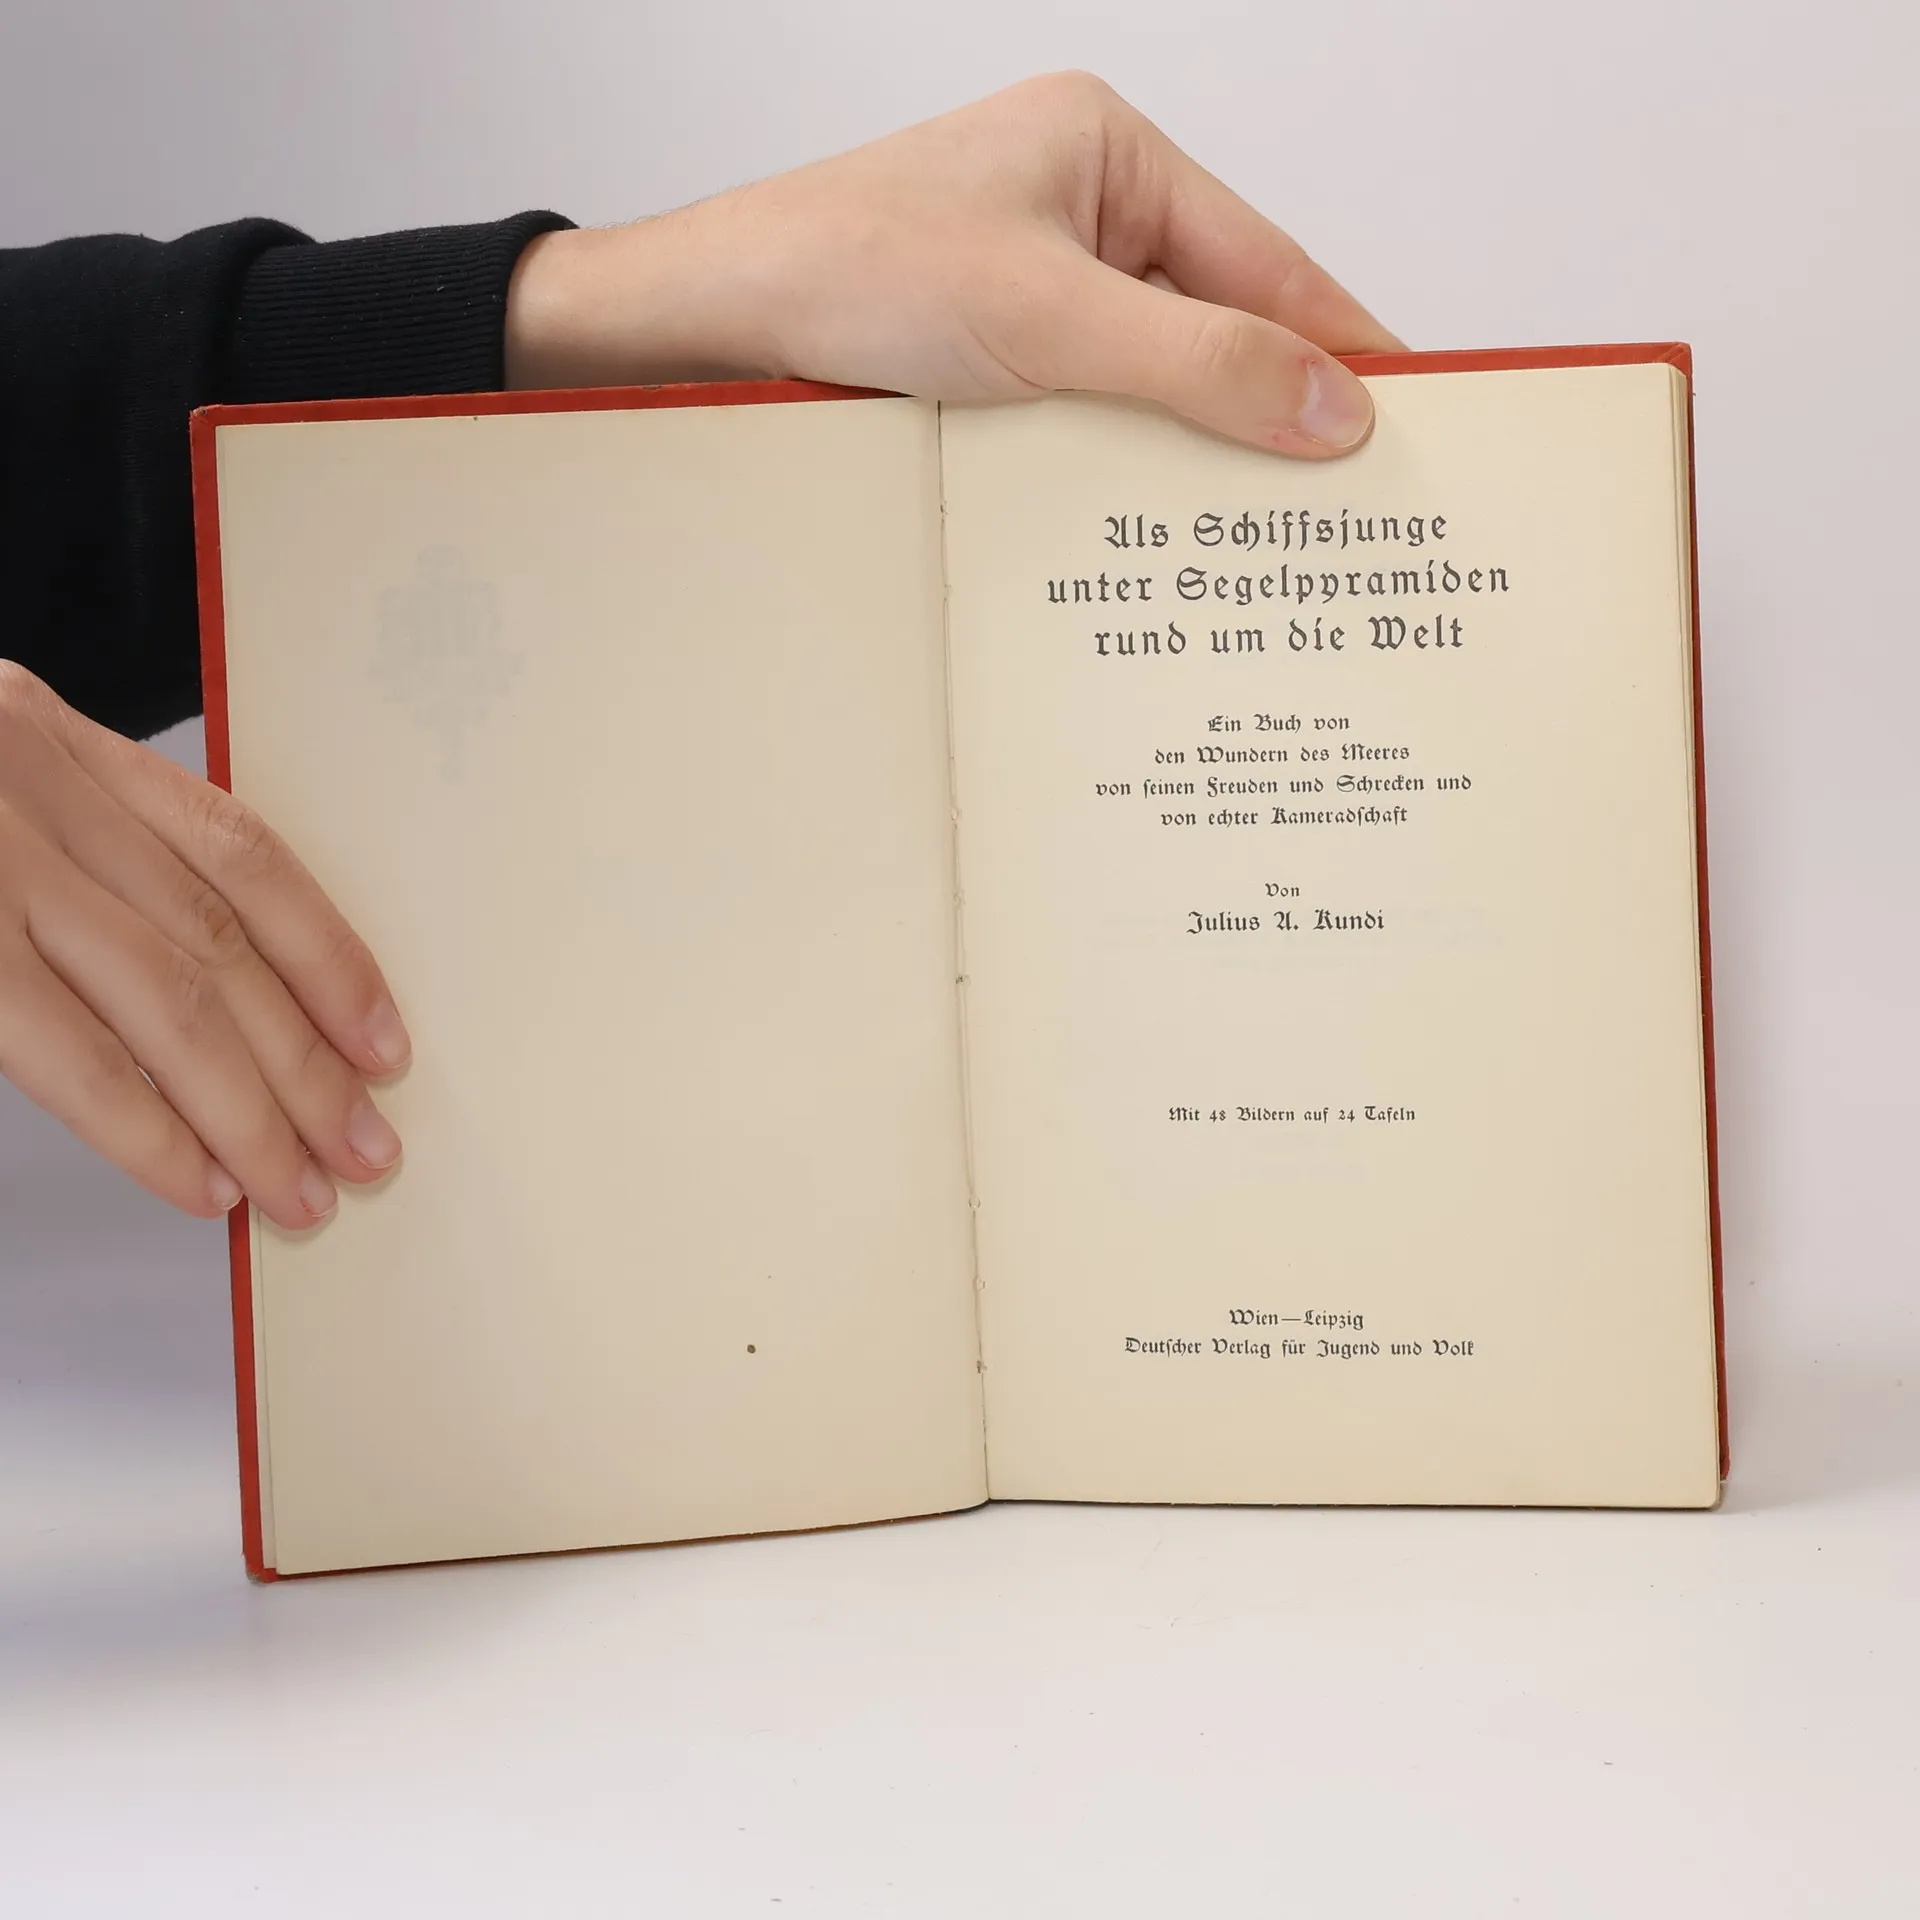 Als Schiffsjunge
unter Segelpyramiden
rund um die Welt
Ein Buch von
den Wundern des Meeres
von ſeinen Freuden und Schrecken und
von echter Kameradſchaft
Von
Julius A. Kundi
Mit 48 Bildern auf 24 Tafeln
Wien—Leipzig
Deutſcher Verlag für Jugend und Volk